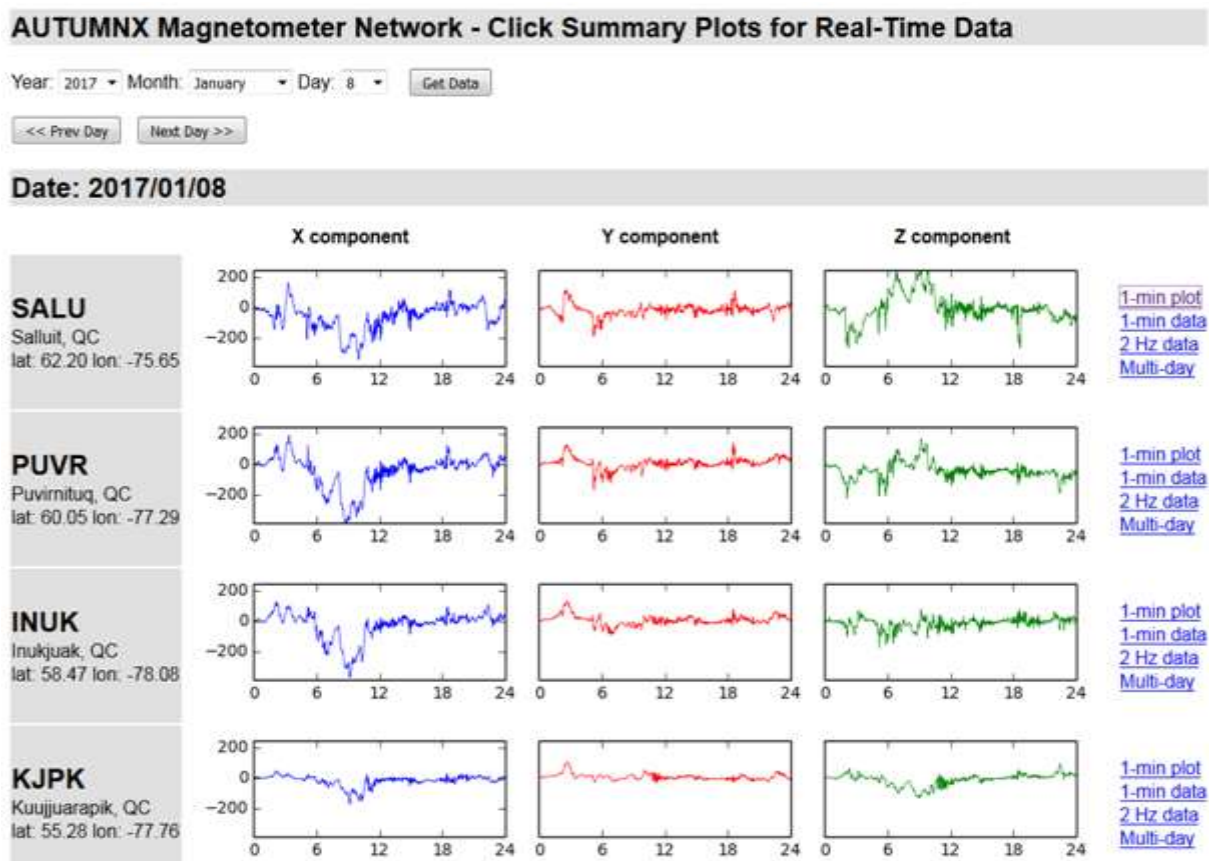 AUTUMNX Magnetometer Network - Click Summary Plots for Real-Time Data
Year: 2017 Month: January Day: 8 Get Data
<< Prev Day Next Day >>
Date: 2017/01/08
X component Y component Z component
SALU
Salluit, QC
lat: 62.20 lon: -75.65
200
0
−200
0 6 12 18 24 0 6 12 18 24 0 6 12 18 24
1-min plot
1-min data
2 Hz data
Multi-day
PUVR
Puvirnituq, QC
lat: 60.05 lon: -77.29
200
0
−200
0 6 12 18 24 0 6 12 18 24 0 6 12 18 24
1-min plot
1-min data
2 Hz data
Multi-day
INUK
Inukjuak, QC
lat: 58.47 lon: -78.08
200
0
−200
0 6 12 18 24 0 6 12 18 24 0 6 12 18 24
1-min plot
1-min data
2 Hz data
Multi-day
KJPK
Kuujjuarapik, QC
lat: 55.28 lon: -77.76
200
0
−200
0 6 12 18 24 0 6 12 18 24 0 6 12 18 24
1-min plot
1-min data
2 Hz data
Multi-day